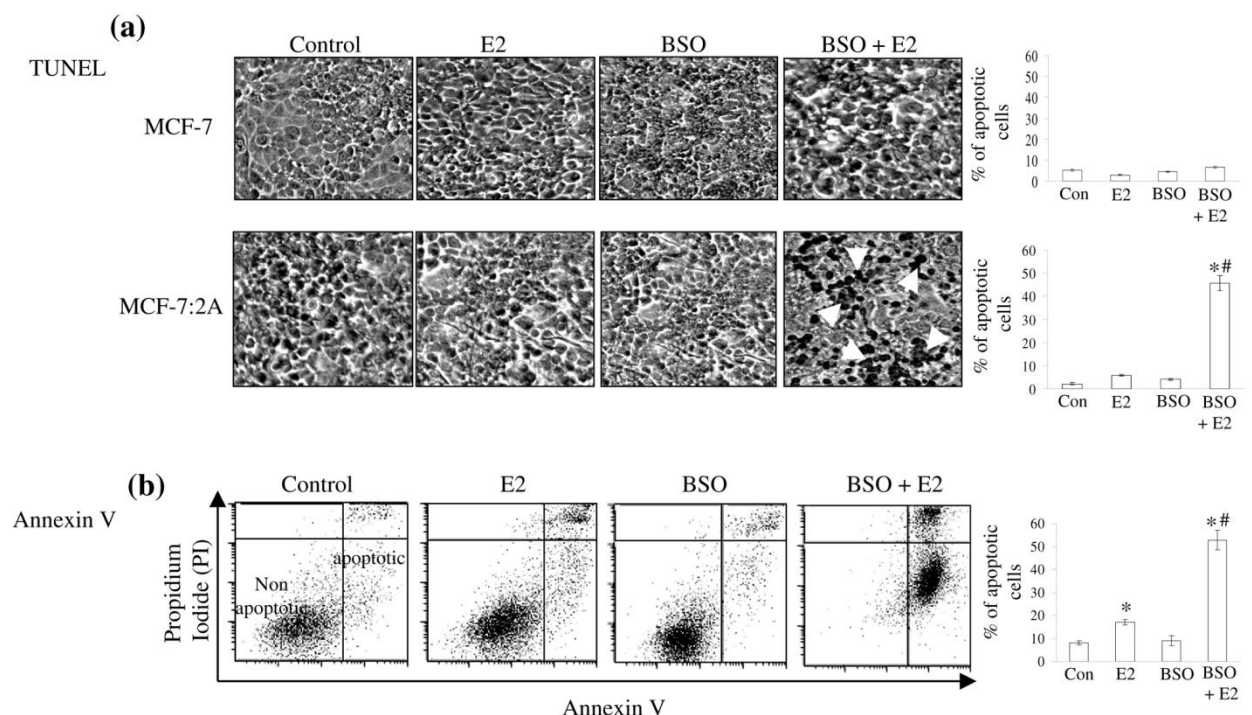 (a)
Control E2 BSO BSO + E2
TUNEL
MCF-7
% of apoptotic
cells
60
50
40
30
20
10
0
Con E2 BSO BSO
+ E2
MCF-7:2A
% of apoptotic
cells
60
50
40
30
20
10
0
*#
Con E2 BSO BSO
+ E2
(b)
Control E2 BSO BSO + E2
Annexin V
Propidium
Iodide (PI)
apoptotic
Non
apoptotic
Annexin V
% of apoptotic
cells
60
50
40
30
20
10
0
*
*#
Con E2 BSO BSO
+ E2